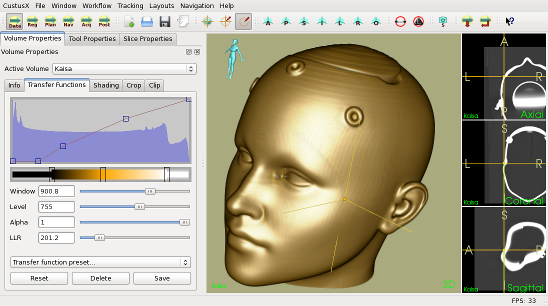 CustusX File Window Workflow Tracking Layouts Navigation Help
Data Reg Plan Nav Acq Post
A P S I L R
Volume Properties Tool Properties Slice Properties
Volume Properties
Active Volume Kaisa
Info Transfer Functions Shading Crop Clip
Window 900.8
Level 755
Alpha 1
LLR 201.2
Transfer function preset...
Reset Delete Save
3D
A
L
P
Kaisa Axial
S
L
Kaisa Coronal
S
A
Kaisa Sagittal
FPS: 33